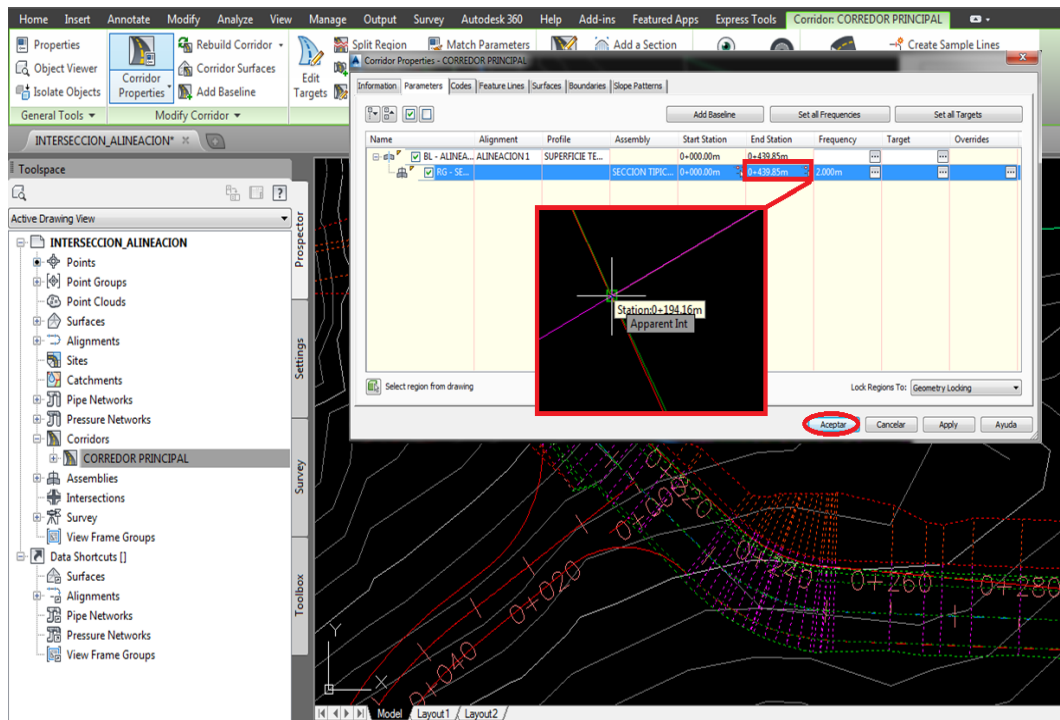 Home Insert Annotate Modify Analyze View Manage Output Survey Autodesk 360 Help Add-ins Featured Apps Express Tools Corridor: CORREDOR PRINCIPAL
Properties
Object Viewer
Isolate Objects
General Tools
Corridor
Properties
Rebuild Corridor
Corridor Surfaces
Add Baseline
Modify Corridor
Edit
Targets
Split Region Match Parameters
Add a Section
Create Sample Lines
INTERSECCION_ALINEACION*
Corridor Properties - CORREDOR PRINCIPAL
Information Parameters Codes Feature Lines Surfaces Boundaries Slope Patterns
Add Baseline Set all Frequencies Set all Targets
Name Alignment Profile Assembly Start Station End Station Frequency Target Overrides
BL - ALINEA... ALINEACION 1 SUPERFICIE TE... 0+000.00m 0+439.85m
RG - SE... SECCION TIPIC... 0+000.00m 0+439.85m 2.000m
Station:0+194.16m
Apparent Int
Select region from drawing
Lock Regions To: Geometry Locking
Aceptar Cancelar Apply Ayuda
Toolspace
?
Active Drawing View
INTERSECCION_ALINEACION
Points
Point Groups
Point Clouds
Surfaces
Alignments
Sites
Catchments
Pipe Networks
Pressure Networks
Corridors
CORREDOR PRINCIPAL
Assemblies
Intersections
Survey
View Frame Groups
Data Shortcuts []
Surfaces
Alignments
Pipe Networks
Pressure Networks
View Frame Groups
Prospector
Settings
Survey
Toolbox
0+020
0+000
0+020
0+040
0+240
0+260
0+280
Y
X
Model Layout1 Layout2